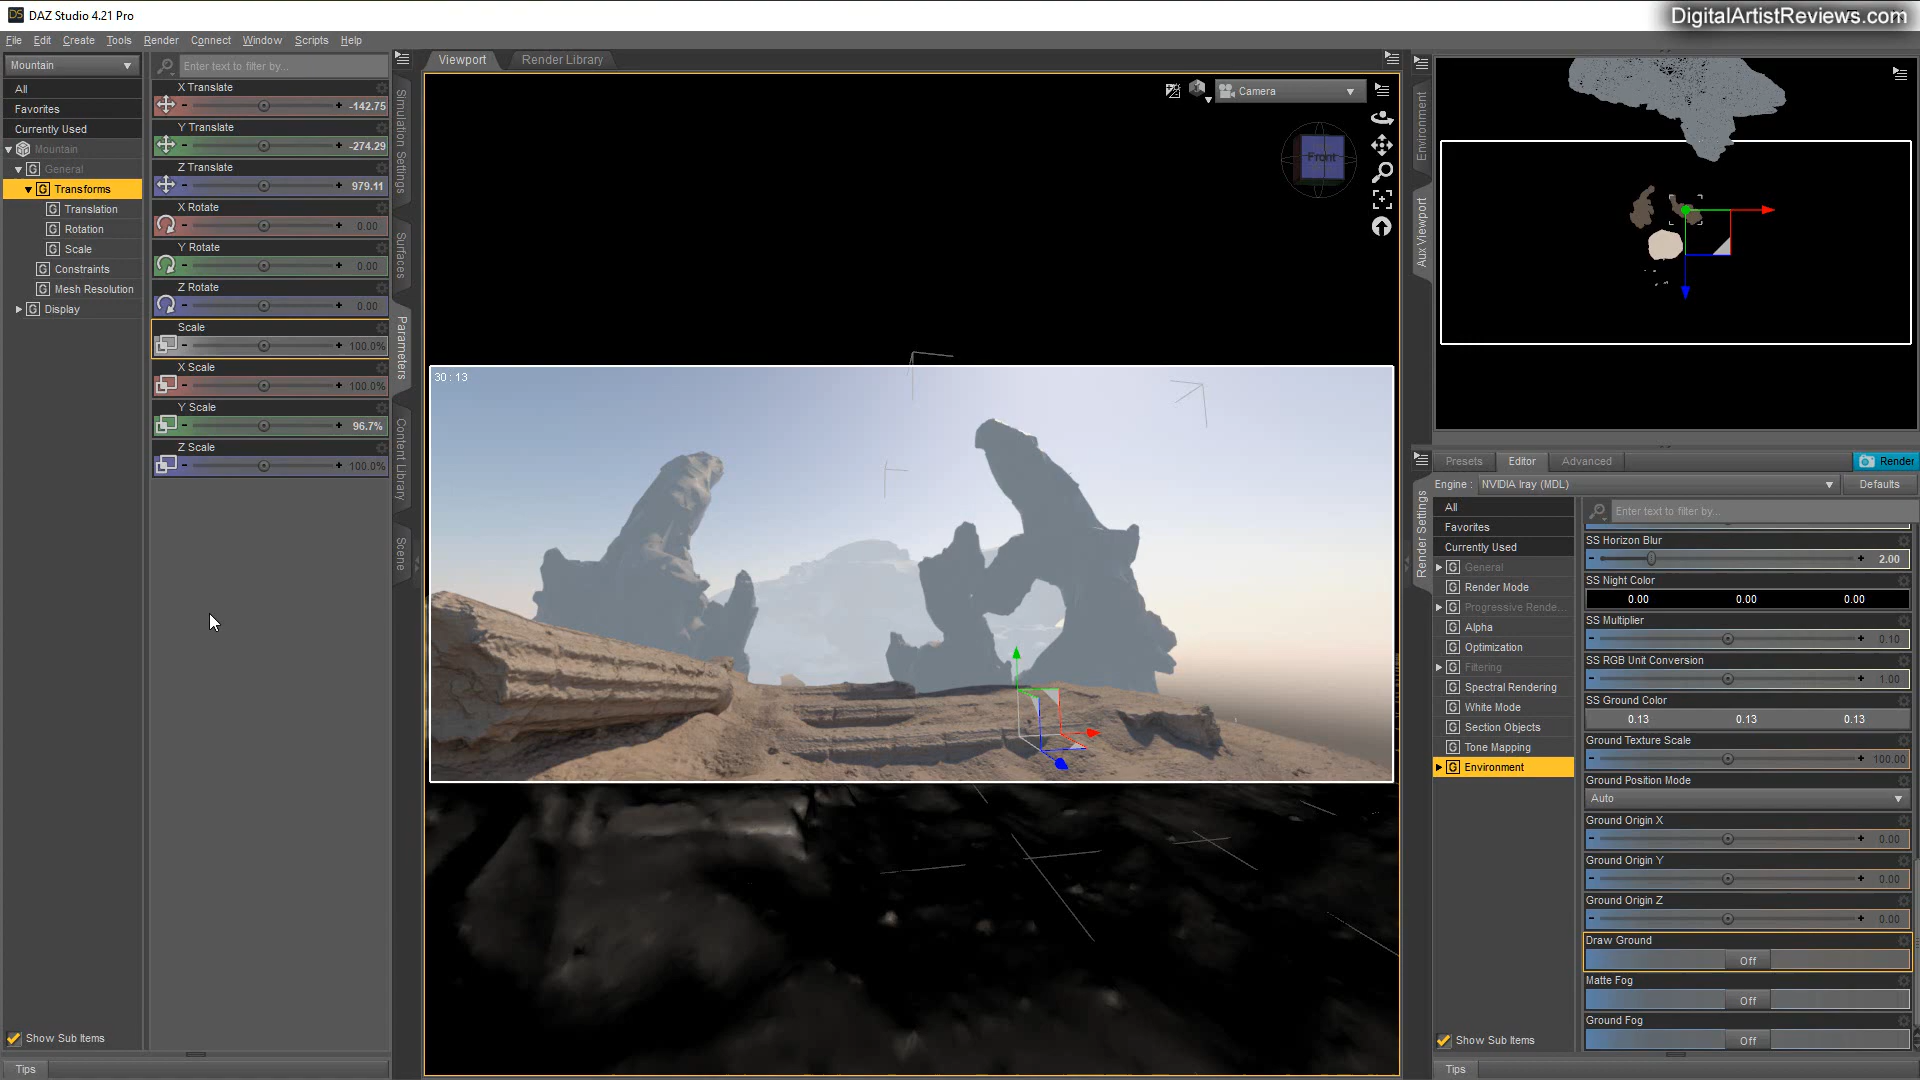 DAZ Studio 4.21 Pro
DigitalArtistReviews.com
File Edit Create Tools Render Connect Window Scripts Help
Mountain
All
Favorites
Currently Used
Mountain
General
Transforms
Translation
Rotation
Scale
Constraints
Mesh Resolution
Display
Show Sub Items
Tips
Enter text to filter by...
X Translate
-142.75
Y Translate
-274.29
Z Translate
979.11
X Rotate
0.00
Y Rotate
0.00
Z Rotate
0.00
Scale
100.0%
X Scale
100.0%
Y Scale
96.7%
Z Scale
100.0%
Simulation Settings
Surfaces
Parameters
Content Library
Scene
Viewport
Render Library
Camera
Front
30 : 13
Environment
Aux Viewport
Render Settings
Presets Editor Advanced Render
Engine : NVIDIA Iray (MDL) Defaults
All
Favorites
Currently Used
General
Render Mode
Progressive Rende...
Alpha
Optimization
Filtering
Spectral Rendering
White Mode
Section Objects
Tone Mapping
Environment
Show Sub Items
Tips
Enter text to filter by...
SS Horizon Blur
2.00
SS Night Color
0.00 0.00 0.00
SS Multiplier
0.10
SS RGB Unit Conversion
1.00
SS Ground Color
0.13 0.13 0.13
Ground Texture Scale
100.00
Ground Position Mode
Auto
Ground Origin X
0.00
Ground Origin Y
0.00
Ground Origin Z
0.00
Draw Ground
Off
Matte Fog
Off
Ground Fog
Off